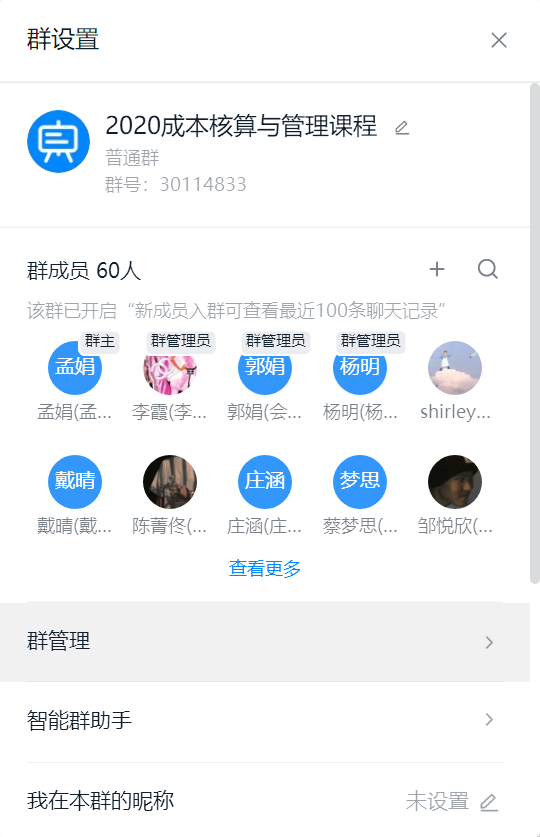 群设置
2020成本核算与管理课程
普通群
群号：30114833
群成员 60人
该群已开启“新成员入群可查看最近100条聊天记录”
群主 群管理员 群管理员 群管理员
孟娟 郭娟 杨明
孟娟(孟... 李霞(李... 郭娟(会... 杨明(杨... shirley...
戴晴 庄涵 梦思
戴晴(戴... 陈菁佟(... 庄涵(庄... 蔡梦思(... 邹悦欣(...
查看更多
群管理
智能群助手
我在本群的昵称 未设置